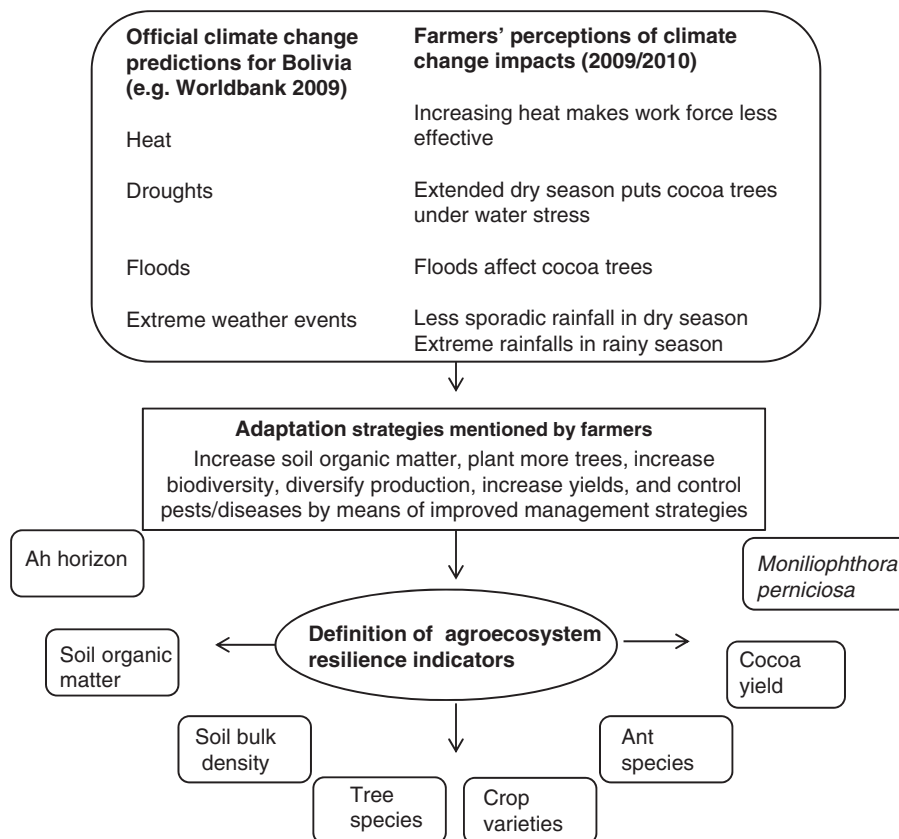 Official climate change
predictions for Bolivia
(e.g. Worldbank 2009)
Heat
Droughts
Floods
Extreme weather events
Farmers' perceptions of climate
change impacts (2009/2010)
Increasing heat makes work force less
effective
Extended dry season puts cocoa trees
under water stress
Floods affect cocoa trees
Less sporadic rainfall in dry season
Extreme rainfalls in rainy season
Adaptation strategies mentioned by farmers
Increase soil organic matter, plant more trees, increase
biodiversity, diversify production, increase yields, and control
pests/diseases by means of improved management strategies
Definition of agroecosystem
resilience indicators
Ah horizon
Soil organic
matter
Soil bulk
density
Tree
species
Crop
varieties
Ant
species
Cocoa
yield
Moniliophthora
perniciosa